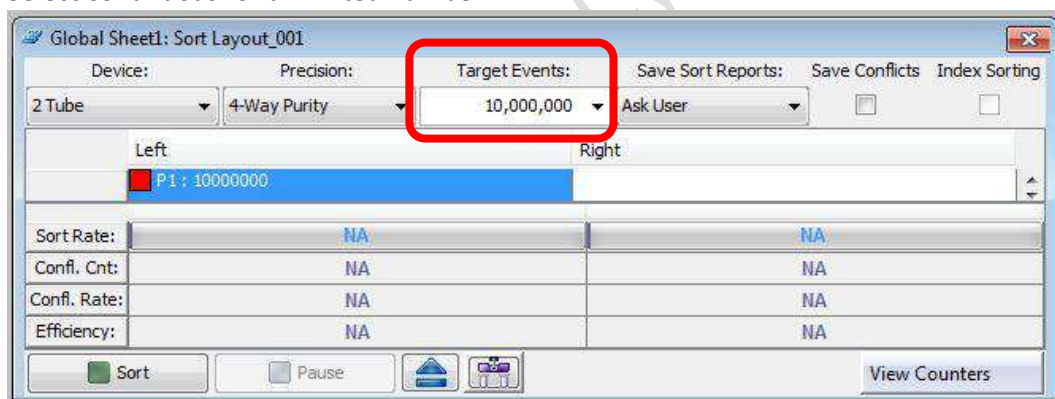 Global Sheet1: Sort Layout_001
Device: Precision: Target Events: Save Sort Reports: Save Conflicts Index Sorting
2 Tube 4-Way Purity 10,000,000 Ask User
Left Right
P1 : 10000000
Sort Rate: NA NA
Confl. Cnt: NA NA
Confl. Rate: NA NA
Efficiency: NA NA
Sort Pause View Counters